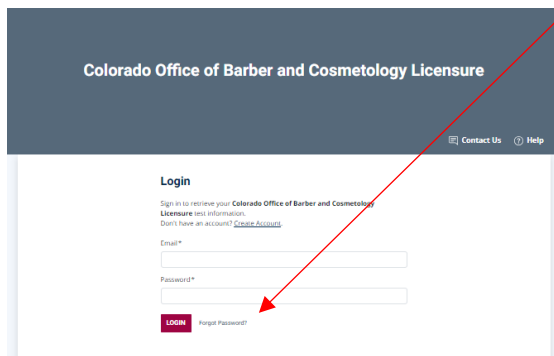 Colorado Office of Barber and Cosmetology Licensure
Contact Us Help
Login
Sign in to retrieve your Colorado Office of Barber and Cosmetology
Licensure test information.
Don't have an account? Create Account.
Email*
Password*
LOGIN Forgot Password?